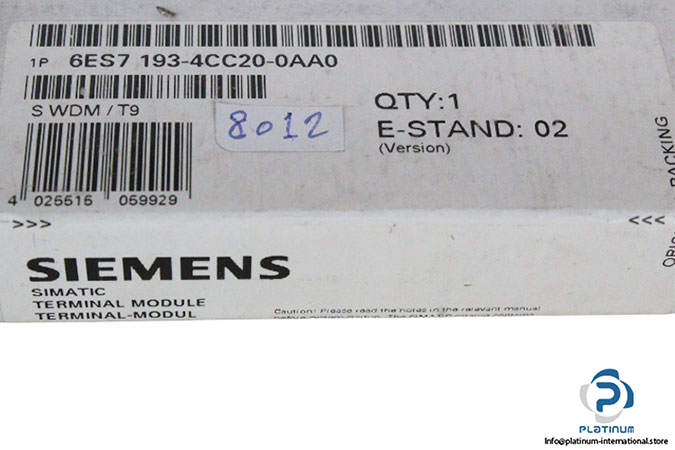 1P 6ES7 193-4CC20-0AA0
S WDM / T9
8012
QTY:1
E-STAND: 02
(Version)
4 025515 059929
PACKING
>>> <<<
SIEMENS
SIMATIC
TERMINAL MODULE
TERMINAL-MODUL
Caution! Please read the notes in the relevant manual
P
PLATINUM
Info@platinum-international.store